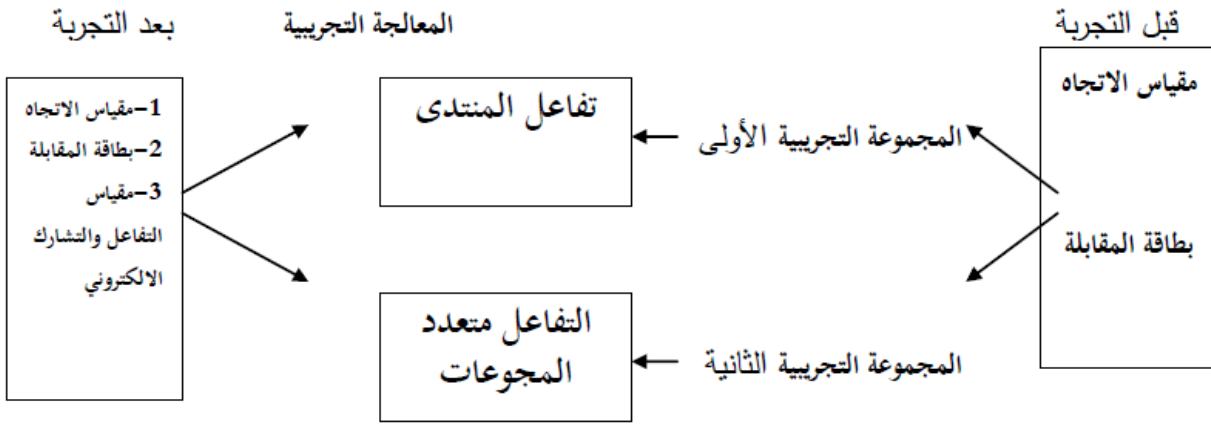 قبل التجربة
المعالجة التجريبية
بعد التجربة
مقياس الاتجاه
بطاقة المقابلة
المجموعة التجريبية الأولى
تفاعل المنتدى
المجموعة التجريبية الثانية
التفاعل متعدد
المجوعات
1-مقياس الاتجاه
2-بطاقة المقابلة
3-مقياس
التفاعل والتشارك
الالكتروني